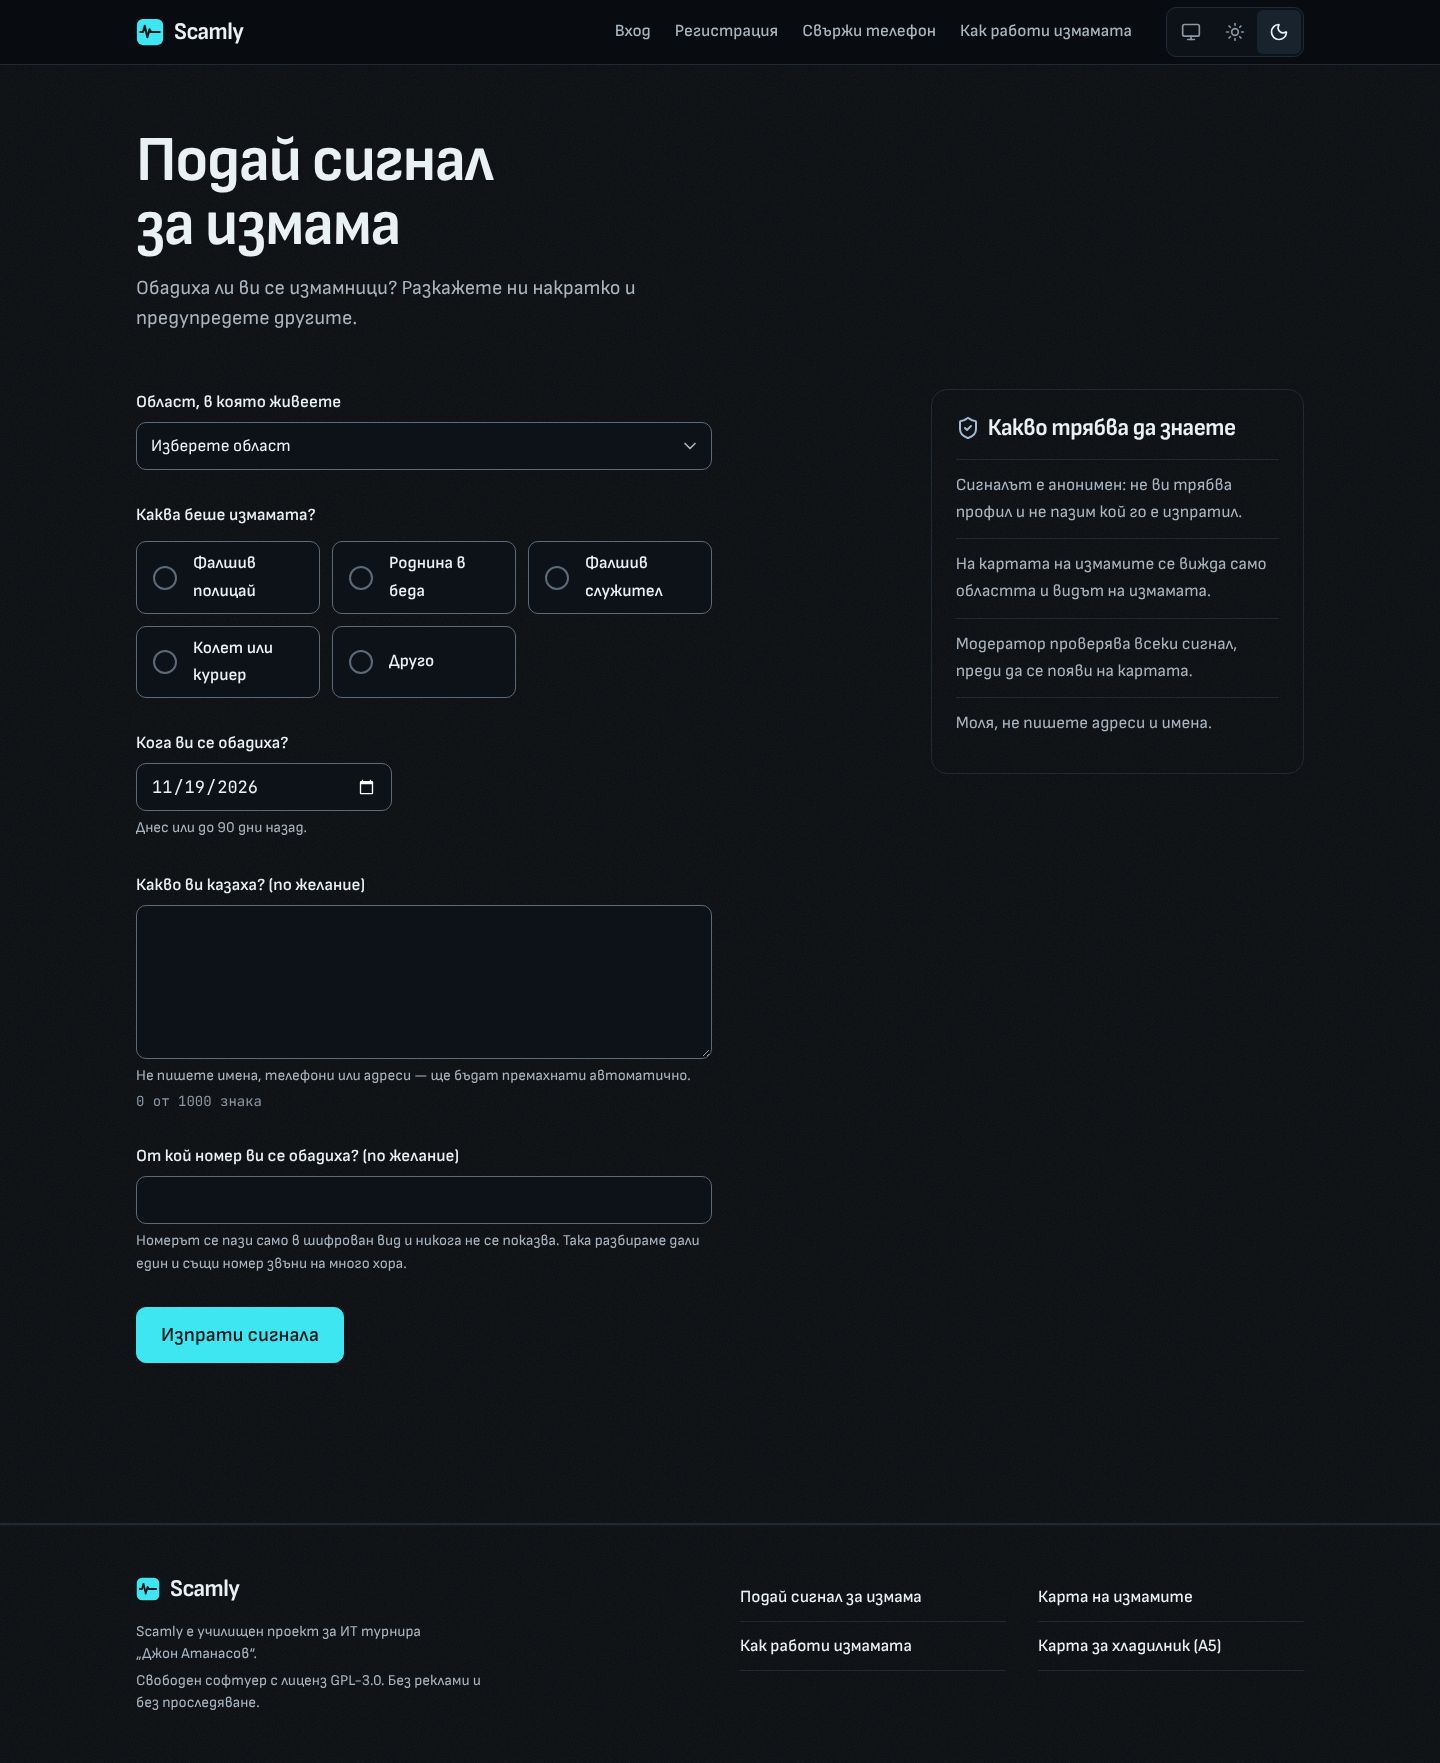 Scamly
Вход
Регистрация
Свържи телефон
Как работи измамата
Подай сигнал
за измама
Обадиха ли ви се измамници? Разкажете ни накратко и
предупредете другите.
Област, в която живеете
Изберете област
Каква беше измамата?
Фалшив
полицай
Роднина в
беда
Фалшив
служител
Колет или
куриер
Друго
Кога ви се обадиха?
11/19/2026
Днес или до 90 дни назад.
Какво ви казаха? (по желание)
Не пишете имена, телефони или адреси — ще бъдат премахнати автоматично.
0 от 1000 знака
От кой номер ви се обадиха? (по желание)
Номерът се пази само в шифрован вид и никога не се показва. Така разбираме дали
един и същи номер звъни на много хора.
Изпрати сигнала
Какво трябва да знаете
Сигналът е анонимен: не ви трябва
профил и не пазим кой го е изпратил.
На картата на измамите се вижда само
областта и видът на измамата.
Модератор проверява всеки сигнал,
преди да се появи на картата.
Моля, не пишете адреси и имена.
Scamly
Scamly е училищен проект за ИТ турнира
„Джон Атанасов“.
Свободен софтуер с лиценз GPL-3.0. Без реклами и
без проследяване.
Подай сигнал за измама
Карта на измамите
Как работи измамата
Карта за хладилник (А5)